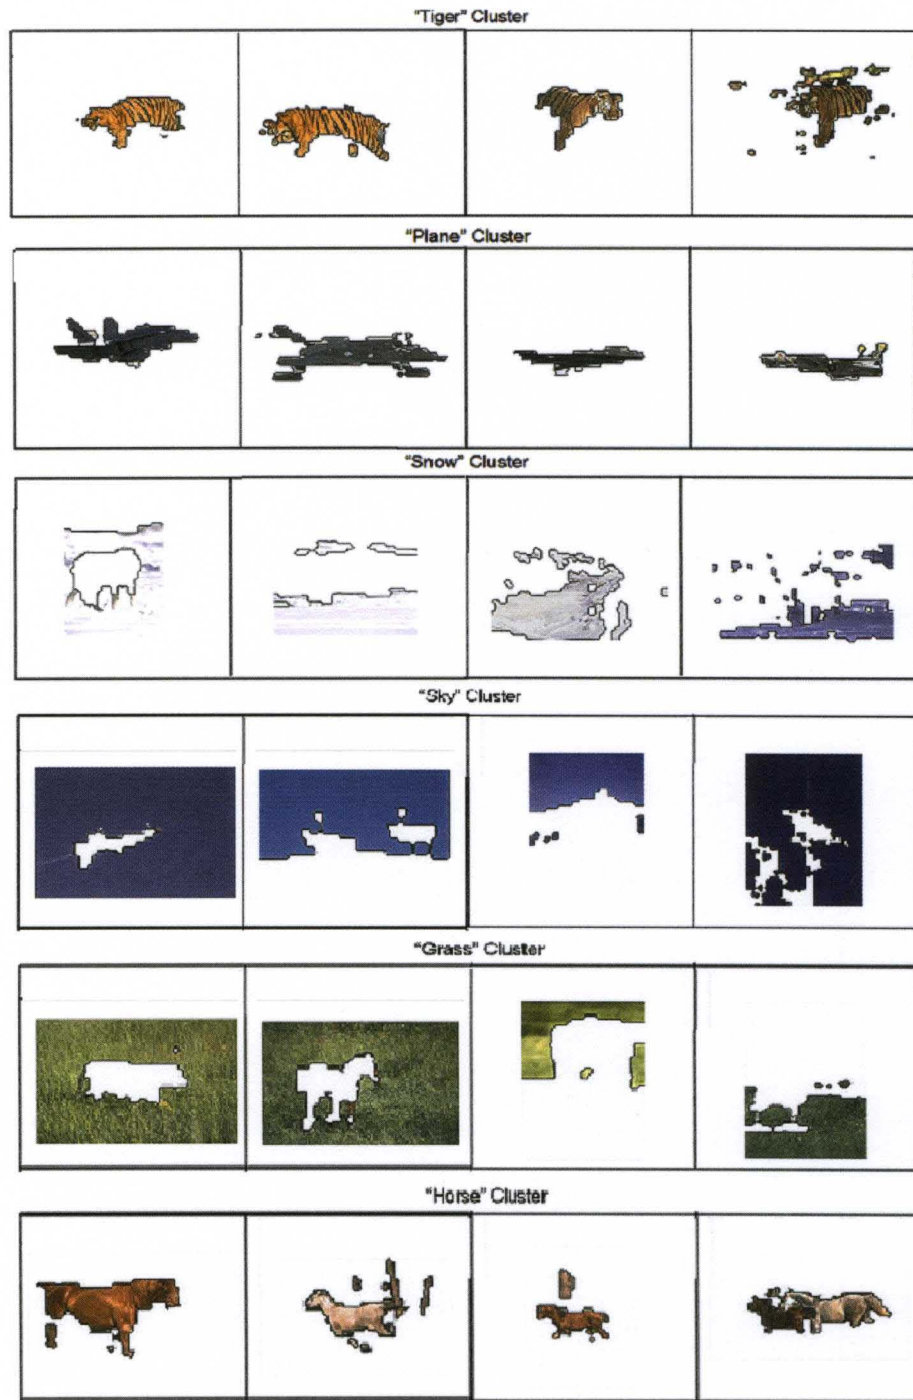 "Tiger" Cluster
"Plane" Cluster
"Snow" Cluster
"Sky" Cluster
"Grass" Cluster
"Horse" Cluster